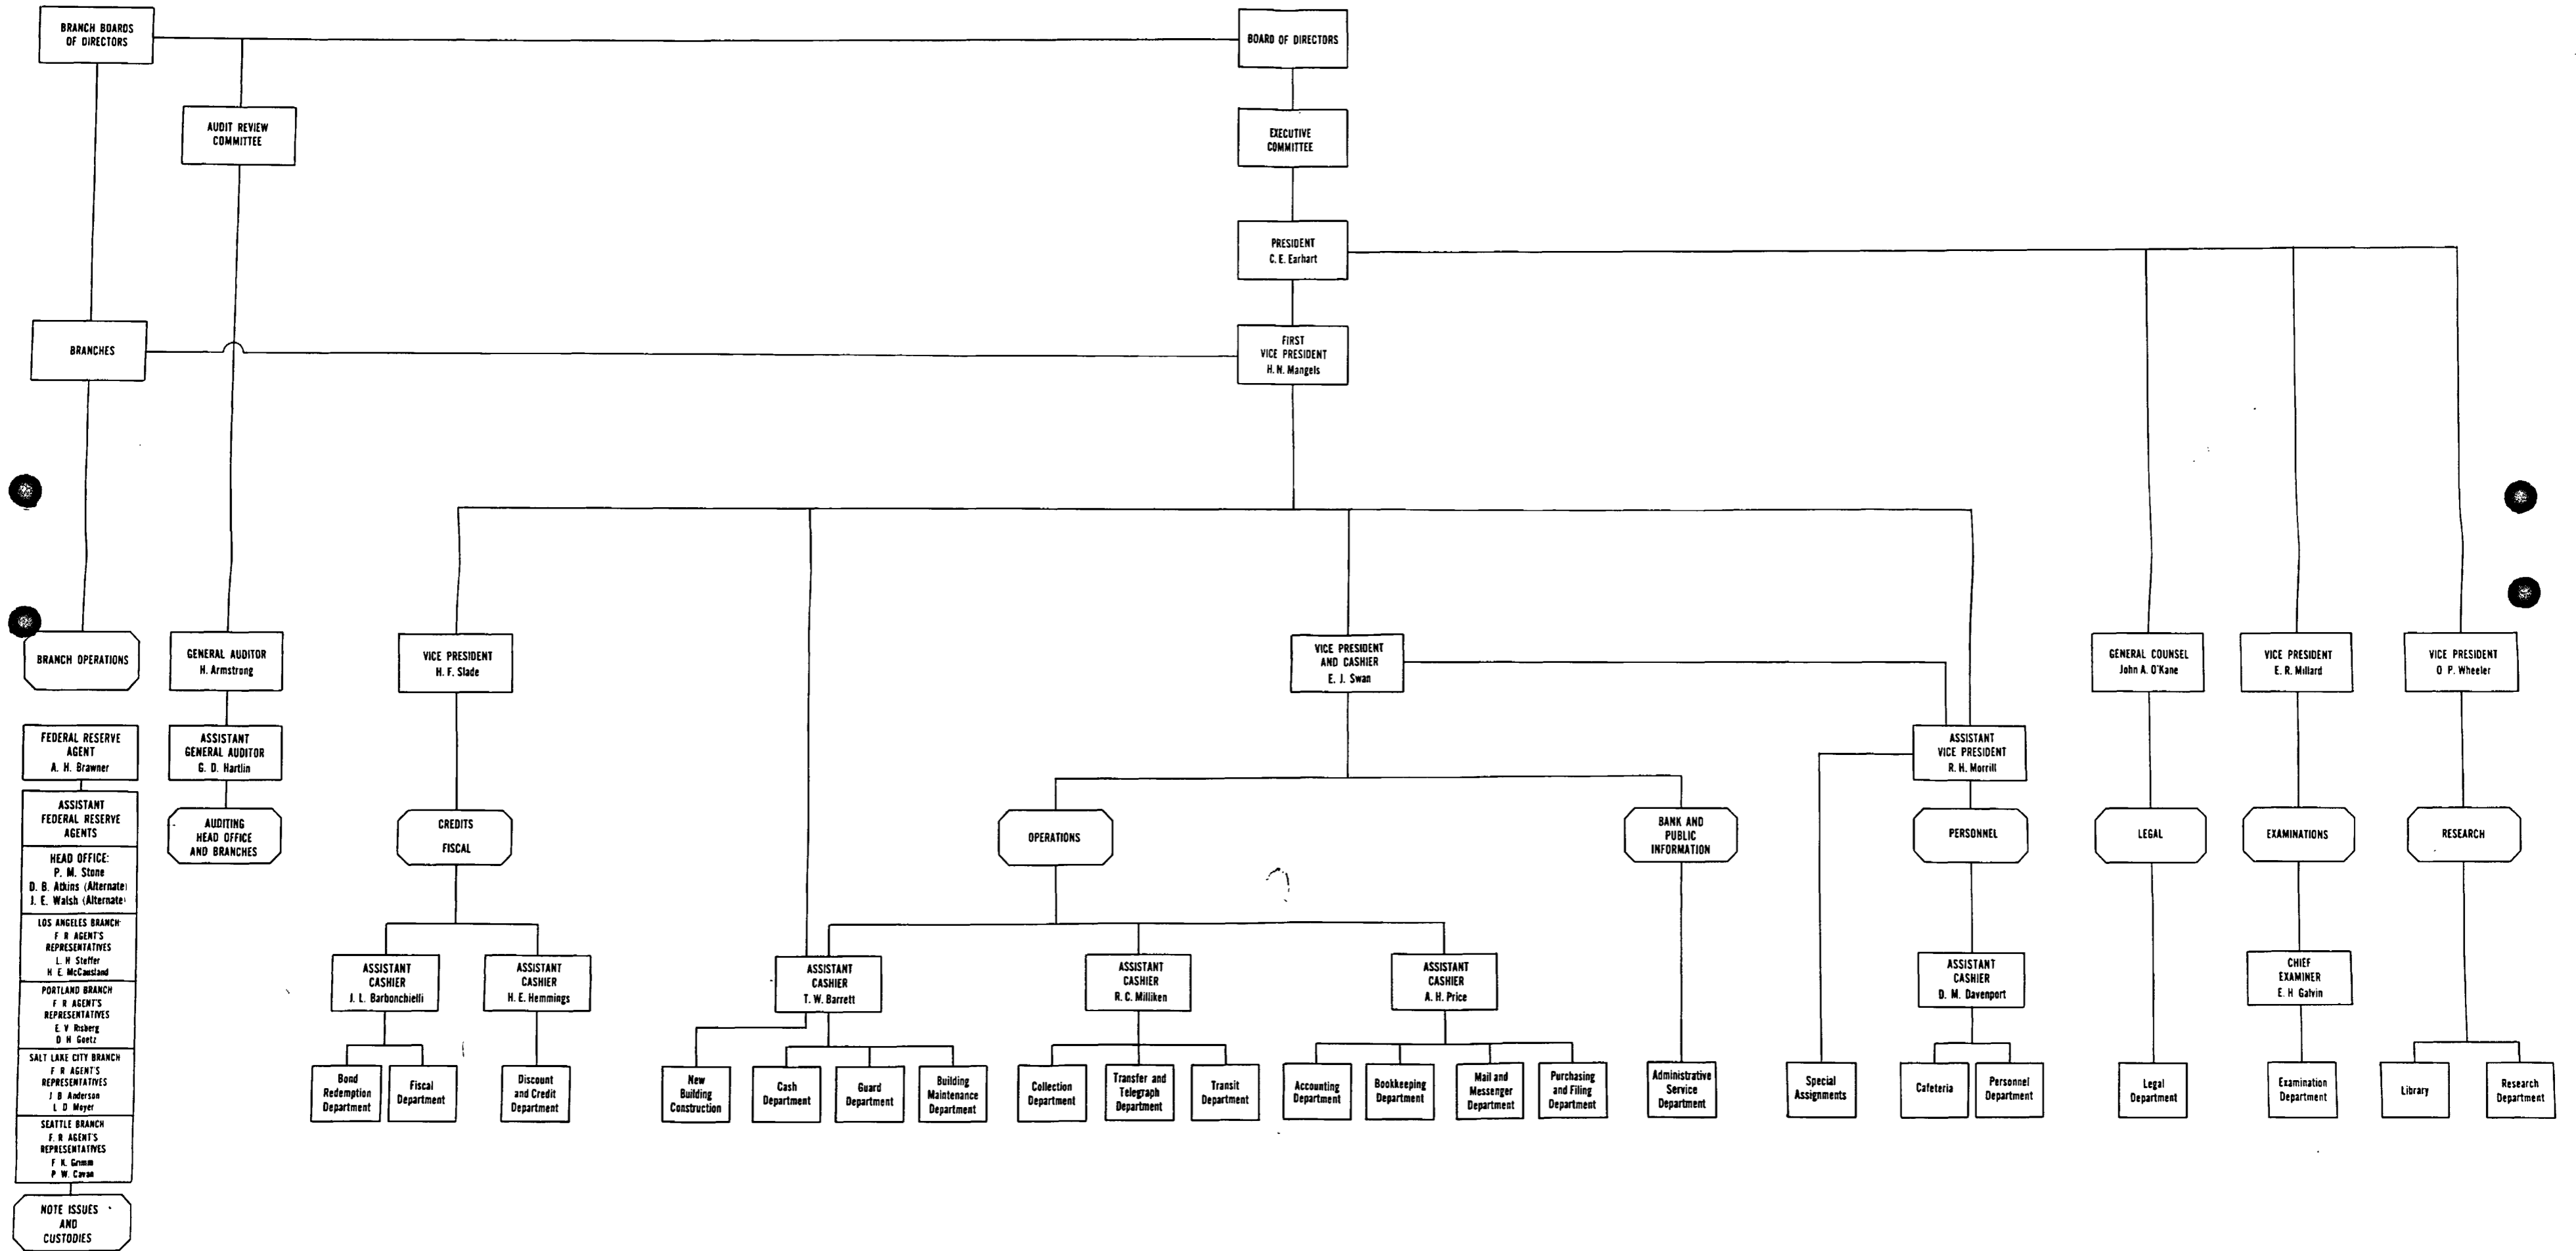 BRANCH BOARDS
OF DIRECTORS
BOARD OF DIRECTORS
AUDIT REVIEW
COMMITTEE
EXECUTIVE
COMMITTEE
PRESIDENT
C. E. Earhart
BRANCHES
FIRST
VICE PRESIDENT
H. N. Mangels
BRANCH OPERATIONS
GENERAL AUDITOR
H. Armstrong
VICE PRESIDENT
H. F. Slade
VICE PRESIDENT
AND CASHIER
E. J. Swan
GENERAL COUNSEL
John A. O'Kane
VICE PRESIDENT
E. R. Millard
VICE PRESIDENT
O P. Wheeler
FEDERAL RESERVE
AGENT
A. H. Brawner
ASSISTANT
GENERAL AUDITOR
G. D. Hartlin
ASSISTANT
VICE PRESIDENT
R. H. Morrill
ASSISTANT
FEDERAL RESERVE
AGENTS
HEAD OFFICE:
P. M. Stone
D. B. Atkins (Alternate)
J. E. Walsh (Alternate)
LOS ANGELES BRANCH:
F R AGENT'S
REPRESENTATIVES
L. H Steffer
H E. McCausland
PORTLAND BRANCH
F R AGENT'S
REPRESENTATIVES
E. V Risberg
D H Goetz
SALT LAKE CITY BRANCH
F R AGENT'S
REPRESENTATIVES
J B Anderson
L D Meyer
SEATTLE BRANCH
F. R AGENT'S
REPRESENTATIVES
F K. Grimm
P W. Cavan
NOTE ISSUES
AND
CUSTODIES
AUDITING
HEAD OFFICE
AND BRANCHES
CREDITS
FISCAL
OPERATIONS
BANK AND
PUBLIC
INFORMATION
PERSONNEL
LEGAL
EXAMINATIONS
RESEARCH
ASSISTANT
CASHIER
J. L. Barbonchielli
ASSISTANT
CASHIER
H. E. Hemmings
ASSISTANT
CASHIER
T. W. Barrett
ASSISTANT
CASHIER
R. C. Milliken
ASSISTANT
CASHIER
A. H. Price
ASSISTANT
CASHIER
D. M. Davenport
CHIEF
EXAMINER
E. H Galvin
Bond
Redemption
Department
Fiscal
Department
Discount
and Credit
Department
New
Building
Construction
Cash
Department
Guard
Department
Building
Maintenance
Department
Collection
Department
Transfer and
Telegraph
Department
Transit
Department
Accounting
Department
Bookkeeping
Department
Mail and
Messenger
Department
Purchasing
and Filing
Department
Administrative
Service
Department
Special
Assignments
Cafeteria
Personnel
Department
Legal
Department
Examination
Department
Library
Research
Department